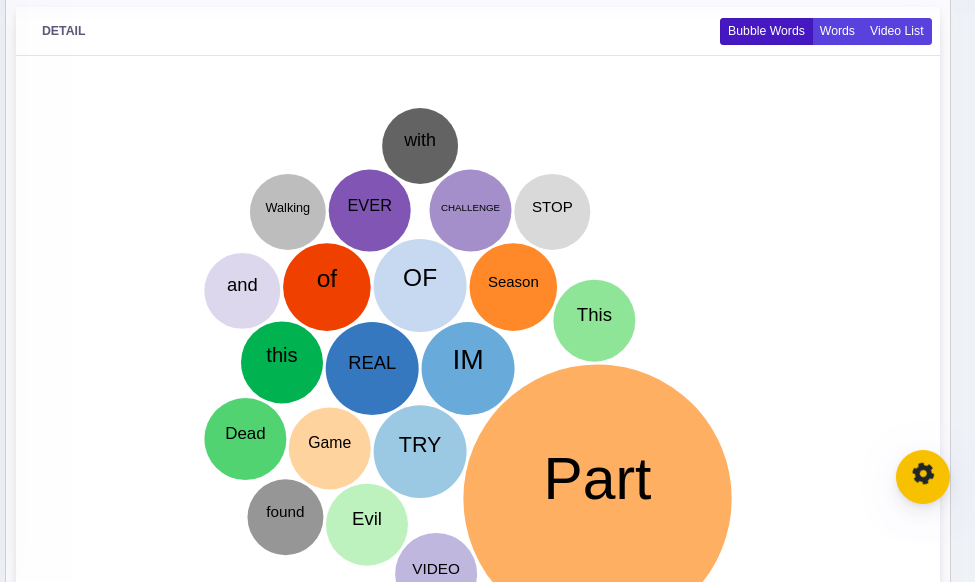 DETAIL
Bubble Words Words Video List
with
Walking EVER CHALLENGE STOP
and of OF Season
This
this REAL IM
Dead Game TRY
Part
found Evil
VIDEO